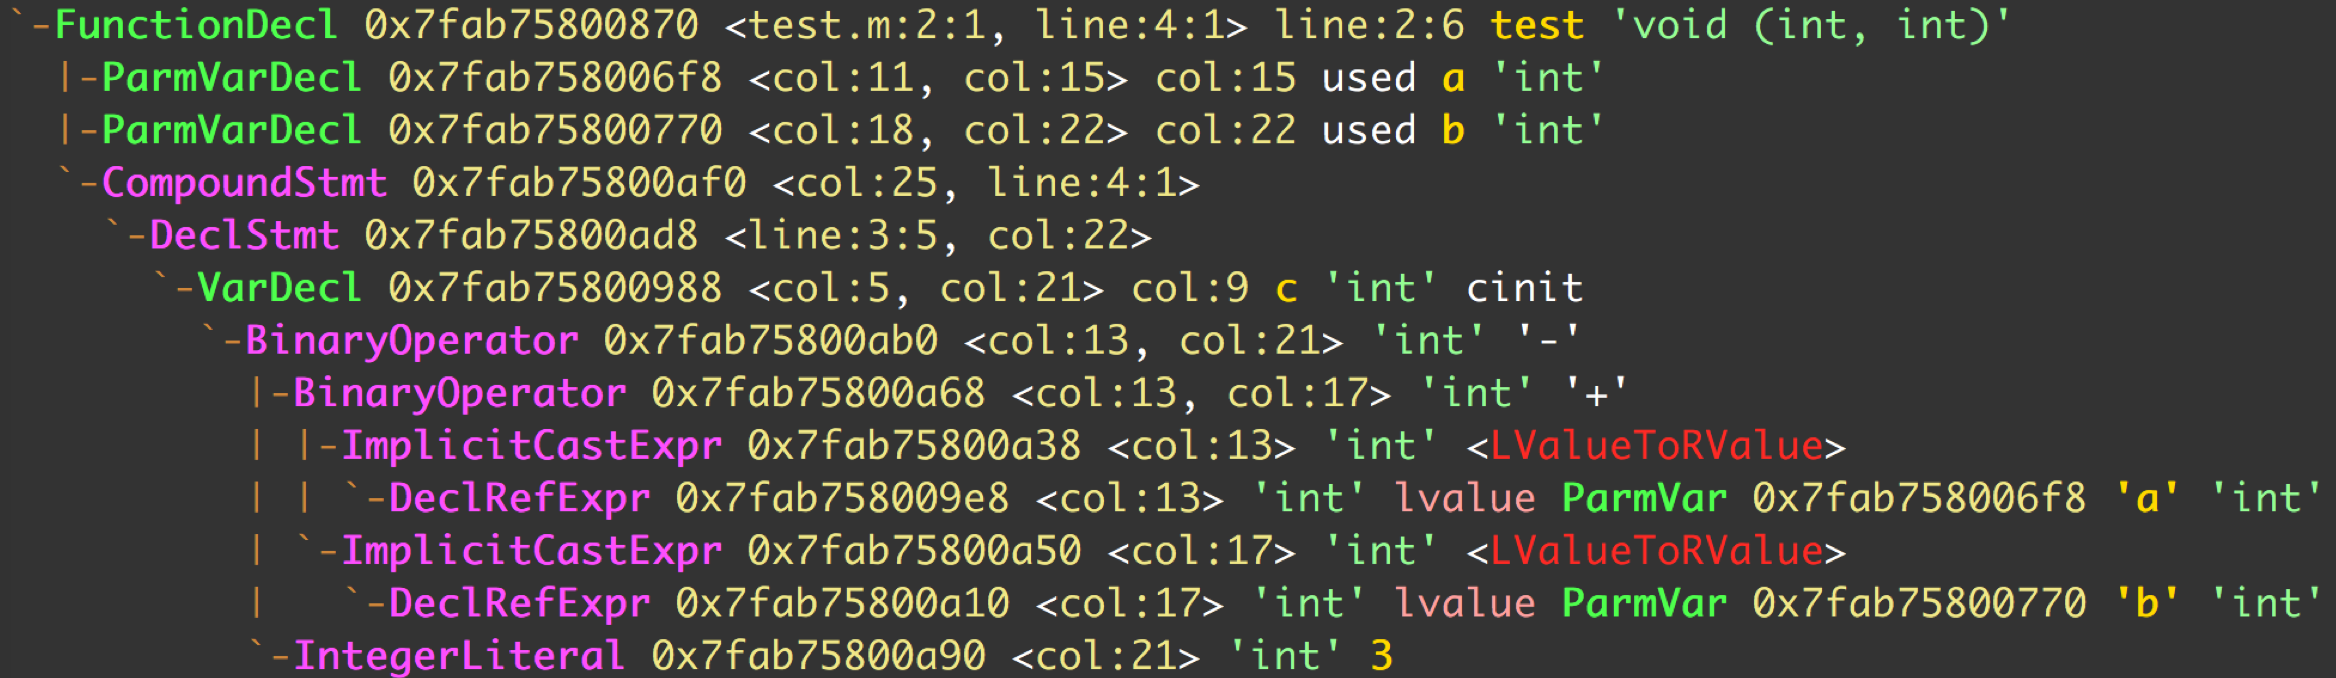 `-FunctionDecl 0x7fab75800870 <test.m:2:1, line:4:1> line:2:6 test 'void (int, int)'
  |-ParmVarDecl 0x7fab758006f8 <col:11, col:15> col:15 used a 'int'
  |-ParmVarDecl 0x7fab75800770 <col:18, col:22> col:22 used b 'int'
  `-CompoundStmt 0x7fab75800af0 <col:25, line:4:1>
    `-DeclStmt 0x7fab75800ad8 <line:3:5, col:22>
      `-VarDecl 0x7fab75800988 <col:5, col:21> col:9 c 'int' cinit
        `-BinaryOperator 0x7fab75800ab0 <col:13, col:21> 'int' '-'
          |-BinaryOperator 0x7fab75800a68 <col:13, col:17> 'int' '+'
          | |-ImplicitCastExpr 0x7fab75800a38 <col:13> 'int' <LValueToRValue>
          | | `-DeclRefExpr 0x7fab758009e8 <col:13> 'int' lvalue ParmVar 0x7fab758006f8 'a' 'int'
          | `-ImplicitCastExpr 0x7fab75800a50 <col:17> 'int' <LValueToRValue>
          |   `-DeclRefExpr 0x7fab75800a10 <col:17> 'int' lvalue ParmVar 0x7fab75800770 'b' 'int'
          `-IntegerLiteral 0x7fab75800a90 <col:21> 'int' 3